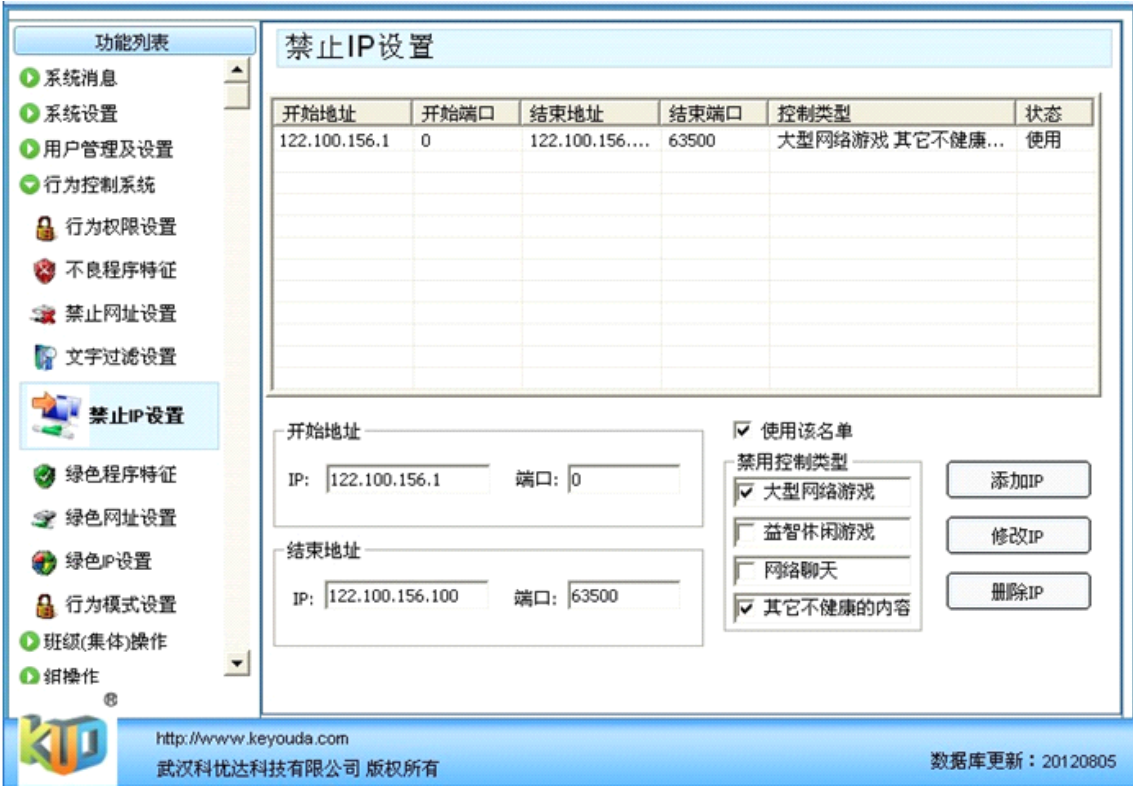 功能列表
系统消息
系统设置
用户管理及设置
行为控制系统
行为权限设置
不良程序特征
禁止网址设置
文字过滤设置
禁止IP设置
绿色程序特征
绿色网址设置
绿色IP设置
行为模式设置
班级(集体)操作
组操作
禁止IP设置
开始地址 开始端口 结束地址 结束端口 控制类型 状态
122.100.156.1 0 122.100.156.... 63500 大型网络游戏 其它不健康... 使用
开始地址
IP: 122.100.156.1 端口: 0
结束地址
IP: 122.100.156.100 端口: 63500
使用该名单
禁用控制类型
大型网络游戏
益智休闲游戏
网络聊天
其它不健康的内容
添加IP
修改IP
删除IP
KYD®
http://www.keyouda.com
武汉科优达科技有限公司 版权所有
数据库更新：20120805